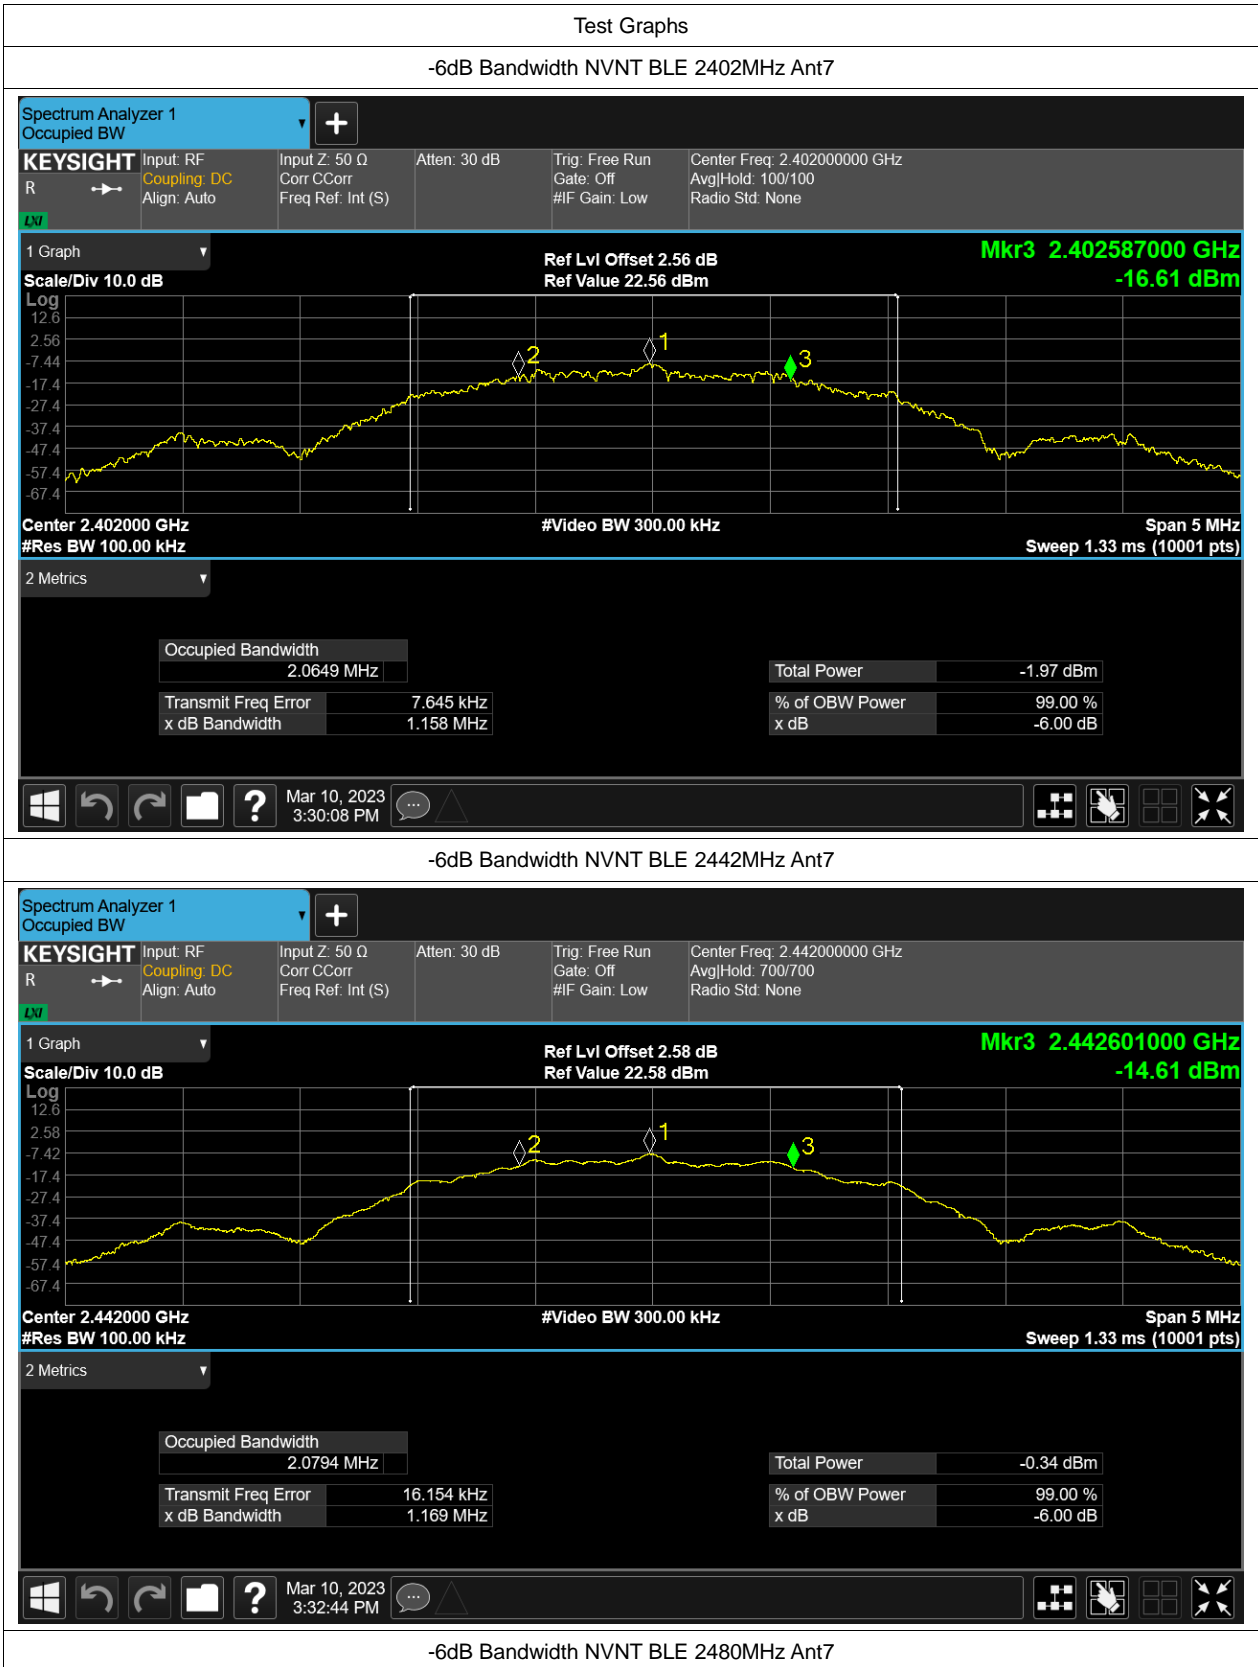 Test Graphs
-6dB Bandwidth NVNT BLE 2402MHz Ant7
Spectrum Analyzer 1
Occupied BW
KEYSIGHT Input: RF Input Z: 50 Ω Atten: 30 dB Trig: Free Run Center Freq: 2.402000000 GHz
R Coupling: DC Corr CCorr Gate: Off Avg|Hold: 100/100
Align: Auto Freq Ref: Int (S) #IF Gain: Low Radio Std: None
LXI
1 Graph Ref Lvl Offset 2.56 dB Mkr3 2.402587000 GHz
Scale/Div 10.0 dB Ref Value 22.56 dBm -16.61 dBm
Log
12.6
2.56
-7.44
-17.4
-27.4
-37.4
-47.4
-57.4
-67.4
2 1 3
Center 2.402000 GHz #Video BW 300.00 kHz Span 5 MHz
#Res BW 100.00 kHz Sweep 1.33 ms (10001 pts)
2 Metrics
Occupied Bandwidth
2.0649 MHz Total Power -1.97 dBm
Transmit Freq Error 7.645 kHz % of OBW Power 99.00 %
x dB Bandwidth 1.158 MHz x dB -6.00 dB
Mar 10, 2023
3:30:08 PM
-6dB Bandwidth NVNT BLE 2442MHz Ant7
Spectrum Analyzer 1
Occupied BW
KEYSIGHT Input: RF Input Z: 50 Ω Atten: 30 dB Trig: Free Run Center Freq: 2.442000000 GHz
R Coupling: DC Corr CCorr Gate: Off Avg|Hold: 700/700
Align: Auto Freq Ref: Int (S) #IF Gain: Low Radio Std: None
LXI
1 Graph Ref Lvl Offset 2.58 dB Mkr3 2.442601000 GHz
Scale/Div 10.0 dB Ref Value 22.58 dBm -14.61 dBm
Log
12.6
2.58
-7.42
-17.4
-27.4
-37.4
-47.4
-57.4
-67.4
2 1 3
Center 2.442000 GHz #Video BW 300.00 kHz Span 5 MHz
#Res BW 100.00 kHz Sweep 1.33 ms (10001 pts)
2 Metrics
Occupied Bandwidth
2.0794 MHz Total Power -0.34 dBm
Transmit Freq Error 16.154 kHz % of OBW Power 99.00 %
x dB Bandwidth 1.169 MHz x dB -6.00 dB
Mar 10, 2023
3:32:44 PM
-6dB Bandwidth NVNT BLE 2480MHz Ant7